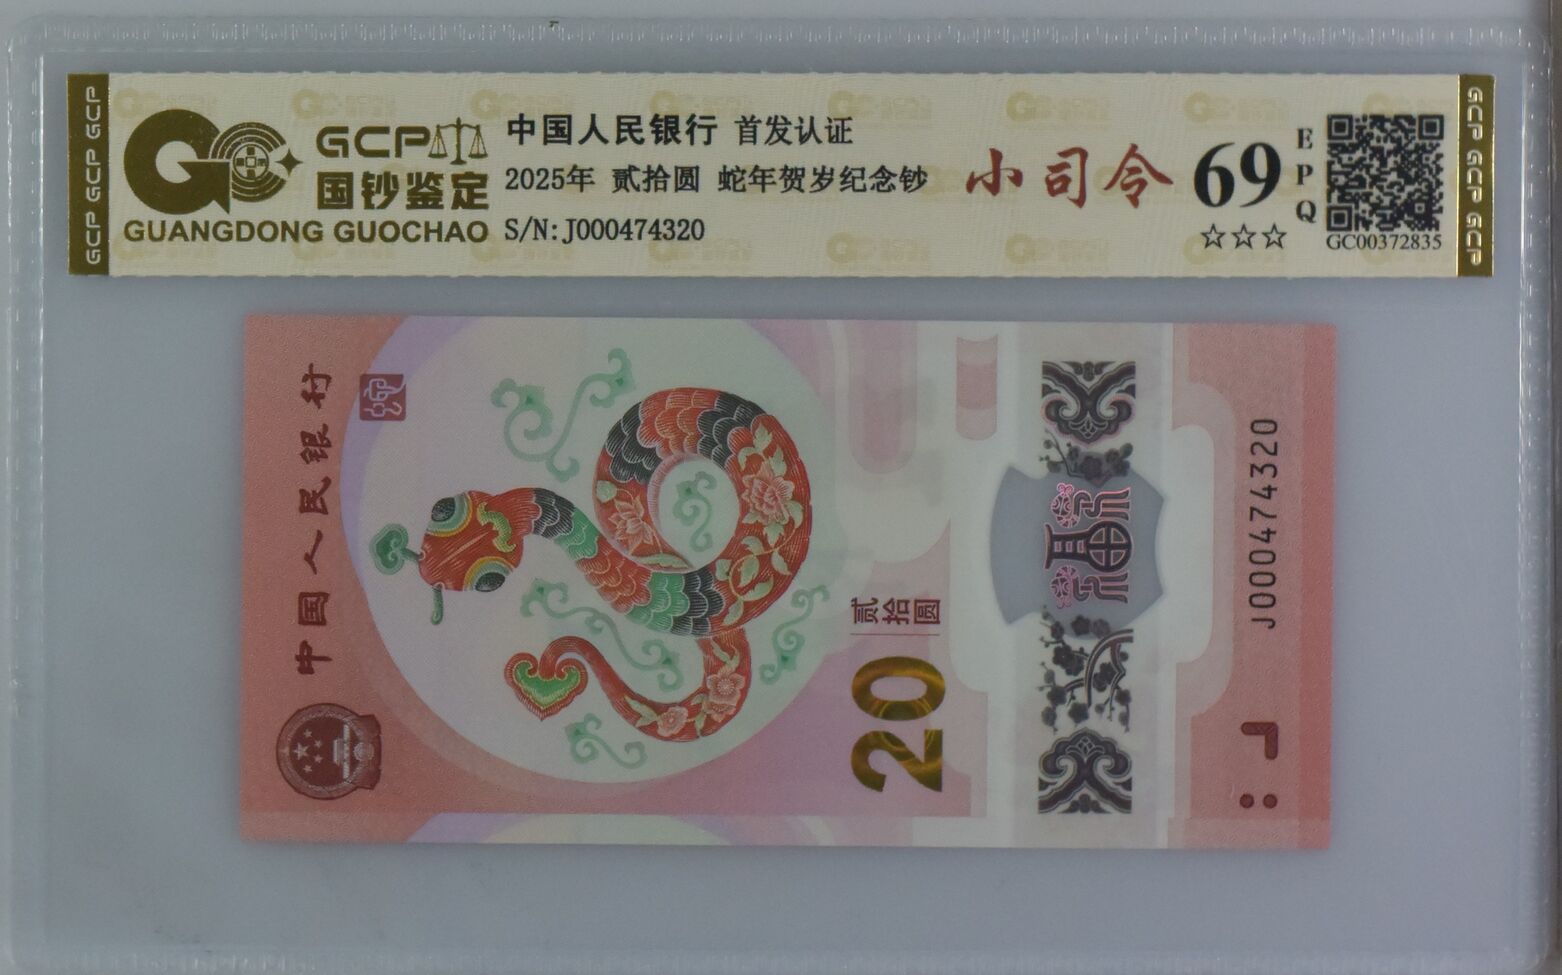 GCP GCP GCP
GCP
国钞鉴定
GUANGDONG GUOCHAO
中国人民银行 首发认证
2025年 贰拾圆 蛇年贺岁纪念钞
S/N:J000474320
小司令
69
EPQ
☆☆☆
GC00372835
GCP GCP GCP
中国人民银行
贰拾圆
20
J000474320